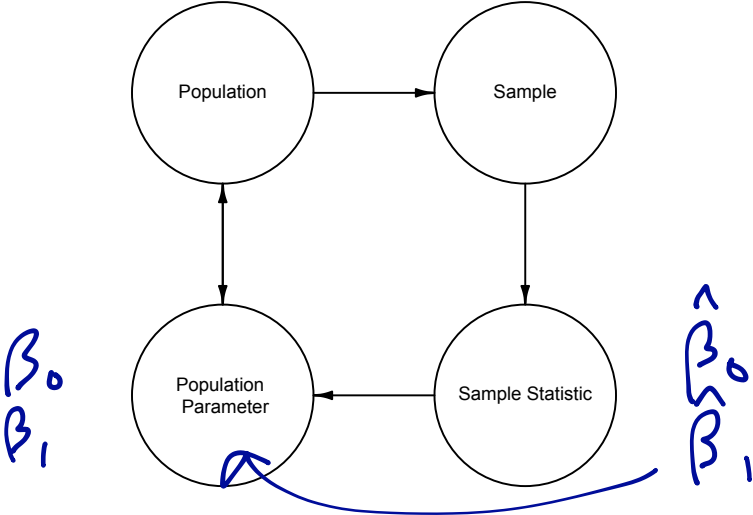 Population
Sample
Population
Parameter
Sample Statistic
β₀
β₁
β̂₀
β̂₁